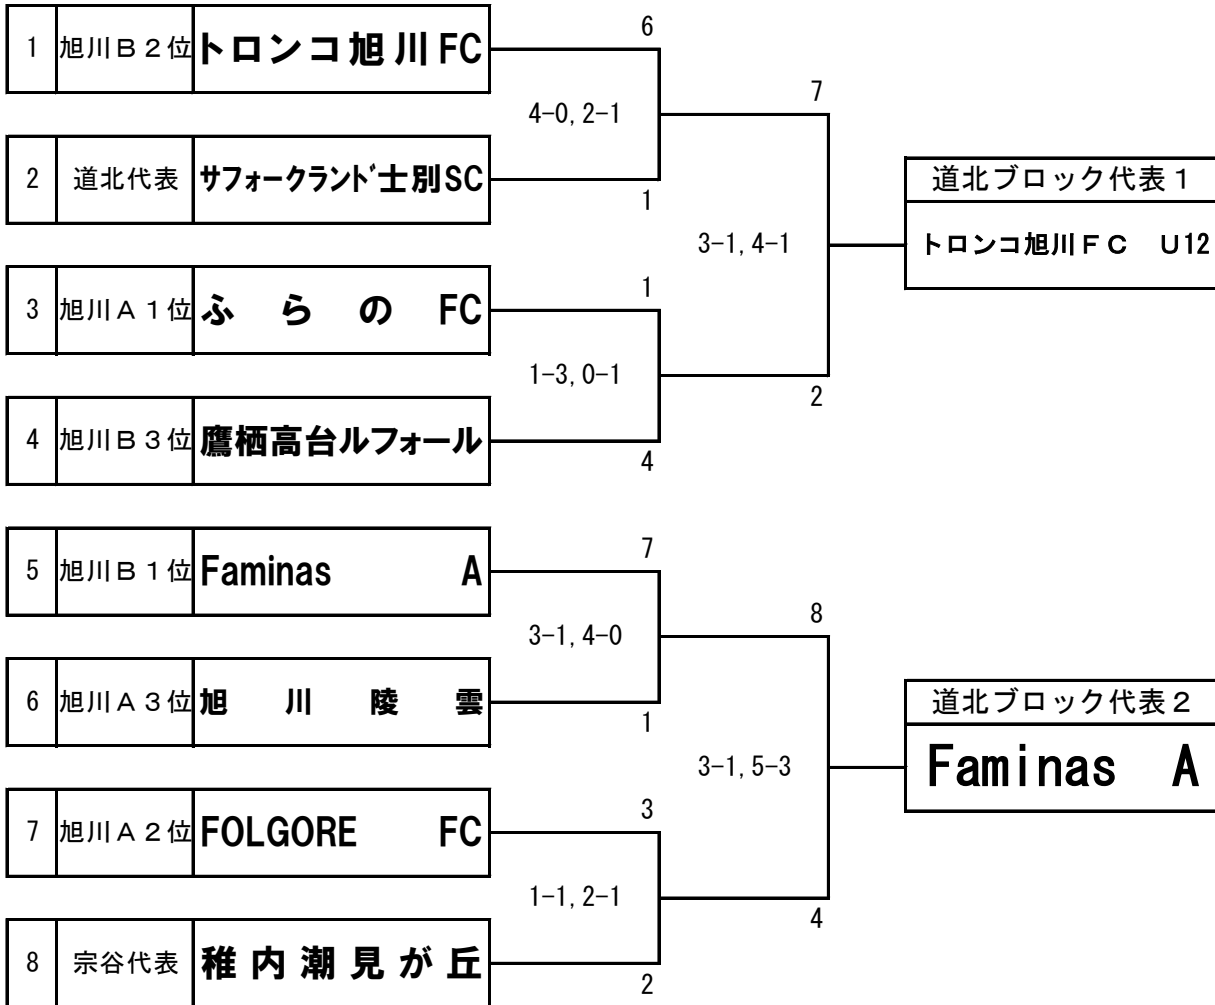 1 旭川Ｂ２位 トロンコ旭川FC
6
4-0, 2-1
2 道北代表 サフォークランド士別SC
1
7
3-1, 4-1
3 旭川Ａ１位 ふらの FC
1
1-3, 0-1
4 旭川Ｂ３位 鷹栖高台ルフォール
4
2
道北ブロック代表１
トロンコ旭川ＦＣ　U12
5 旭川Ｂ１位 Faminas A
7
3-1, 4-0
6 旭川Ａ３位 旭川陵雲
1
8
3-1, 5-3
7 旭川Ａ２位 FOLGORE FC
3
1-1, 2-1
8 宗谷代表 稚内潮見が丘
2
4
道北ブロック代表２
Faminas A